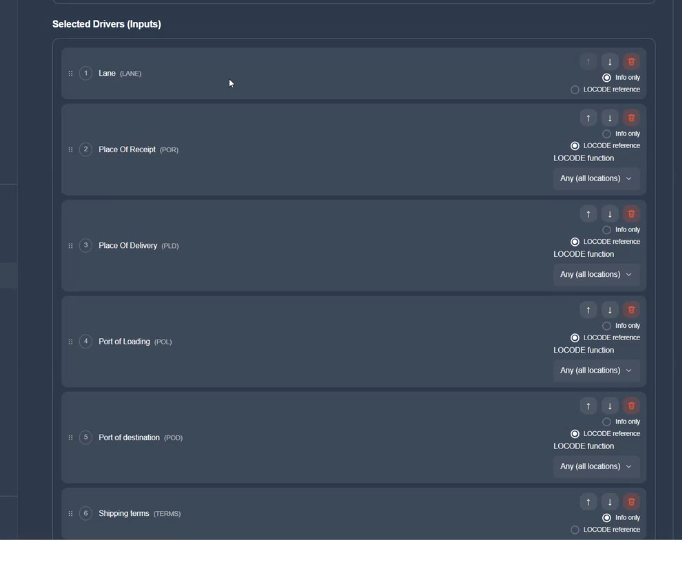 Selected Drivers (Inputs)
1 Lane (LANE)
↑ ↓
Info only
LOCODE reference
2 Place Of Receipt (POR)
↑ ↓
Info only
LOCODE reference
LOCODE function
Any (all locations)
3 Place Of Delivery (PLD)
↑ ↓
Info only
LOCODE reference
LOCODE function
Any (all locations)
4 Port of Loading (POL)
↑ ↓
Info only
LOCODE reference
LOCODE function
Any (all locations)
5 Port of destination (POD)
↑ ↓
Info only
LOCODE reference
LOCODE function
Any (all locations)
6 Shipping terms (TERMS)
↑ ↓
Info only
LOCODE reference